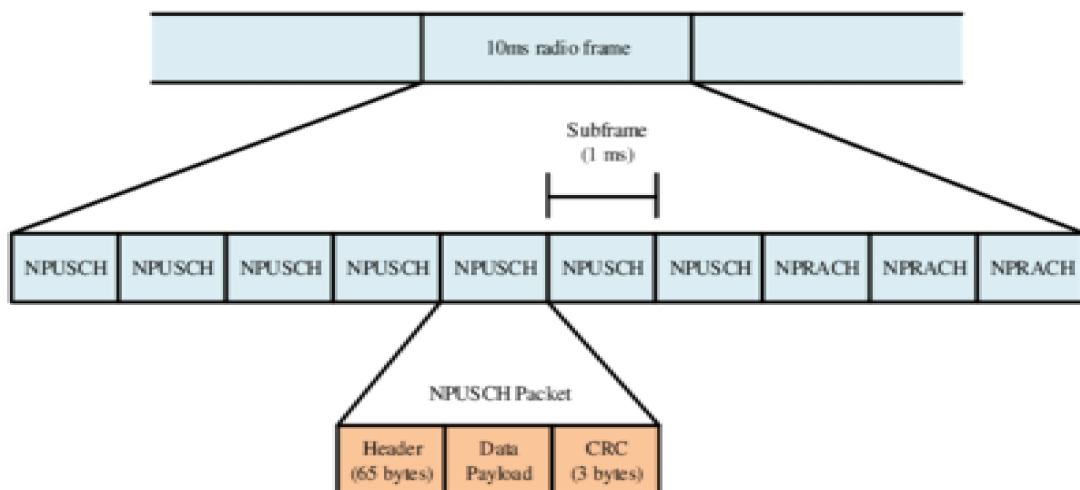 10ms radio frame
Subframe
(1 ms)
NPUSCH NPUSCH NPUSCH NPUSCH NPUSCH NPUSCH NPUSCH NPRACH NPRACH NPRACH
NPUSCH Packet
Header
(65 bytes)
Data
Payload
CRC
(3 bytes)